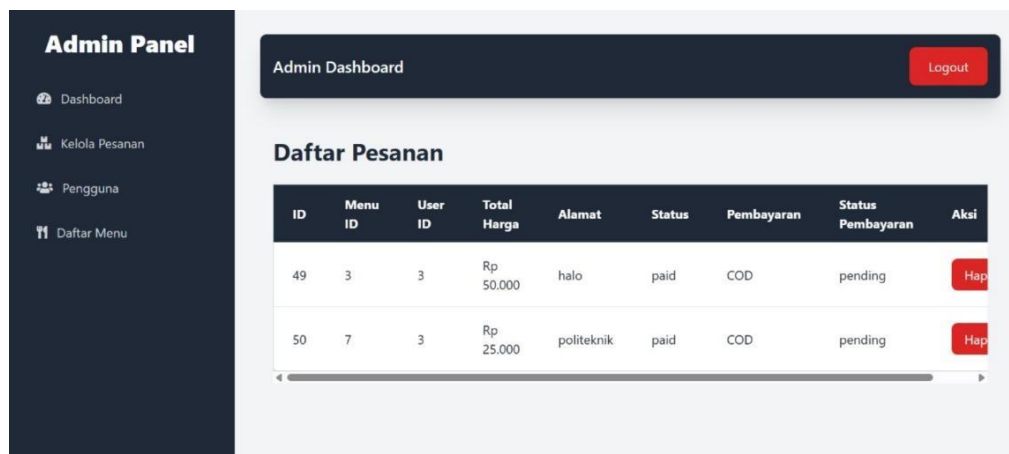 Admin Panel
Dashboard
Kelola Pesanan
Pengguna
Daftar Menu
Admin Dashboard
Logout
Daftar Pesanan
ID Menu ID User ID Total Harga Alamat Status Pembayaran Status Pembayaran Aksi
49 3 3 Rp 50.000 halo paid COD pending Hap
50 7 3 Rp 25.000 politeknik paid COD pending Hap